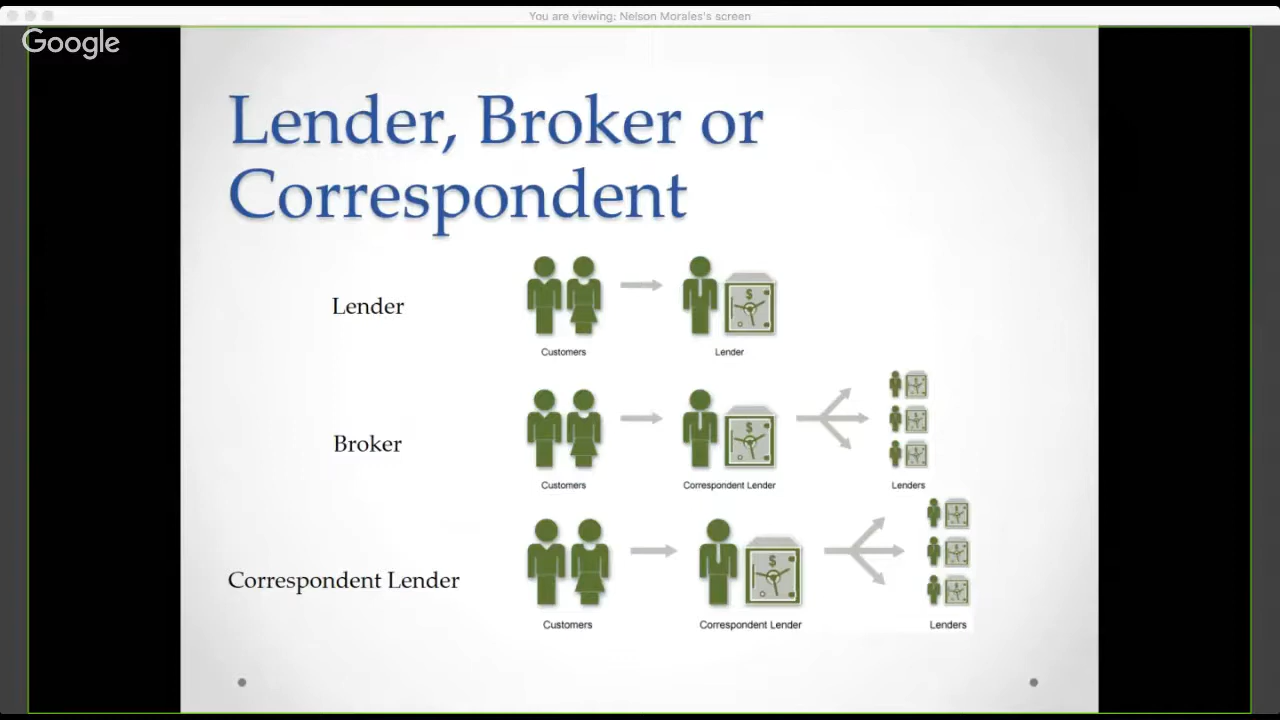 You are viewing: Nelson Morales's screen
Google
Lender, Broker or
Correspondent
Lender
$
Customers
Lender
Broker
$
Customers
Correspondent Lender
Lenders
Correspondent Lender
$
Customers
Correspondent Lender
Lenders